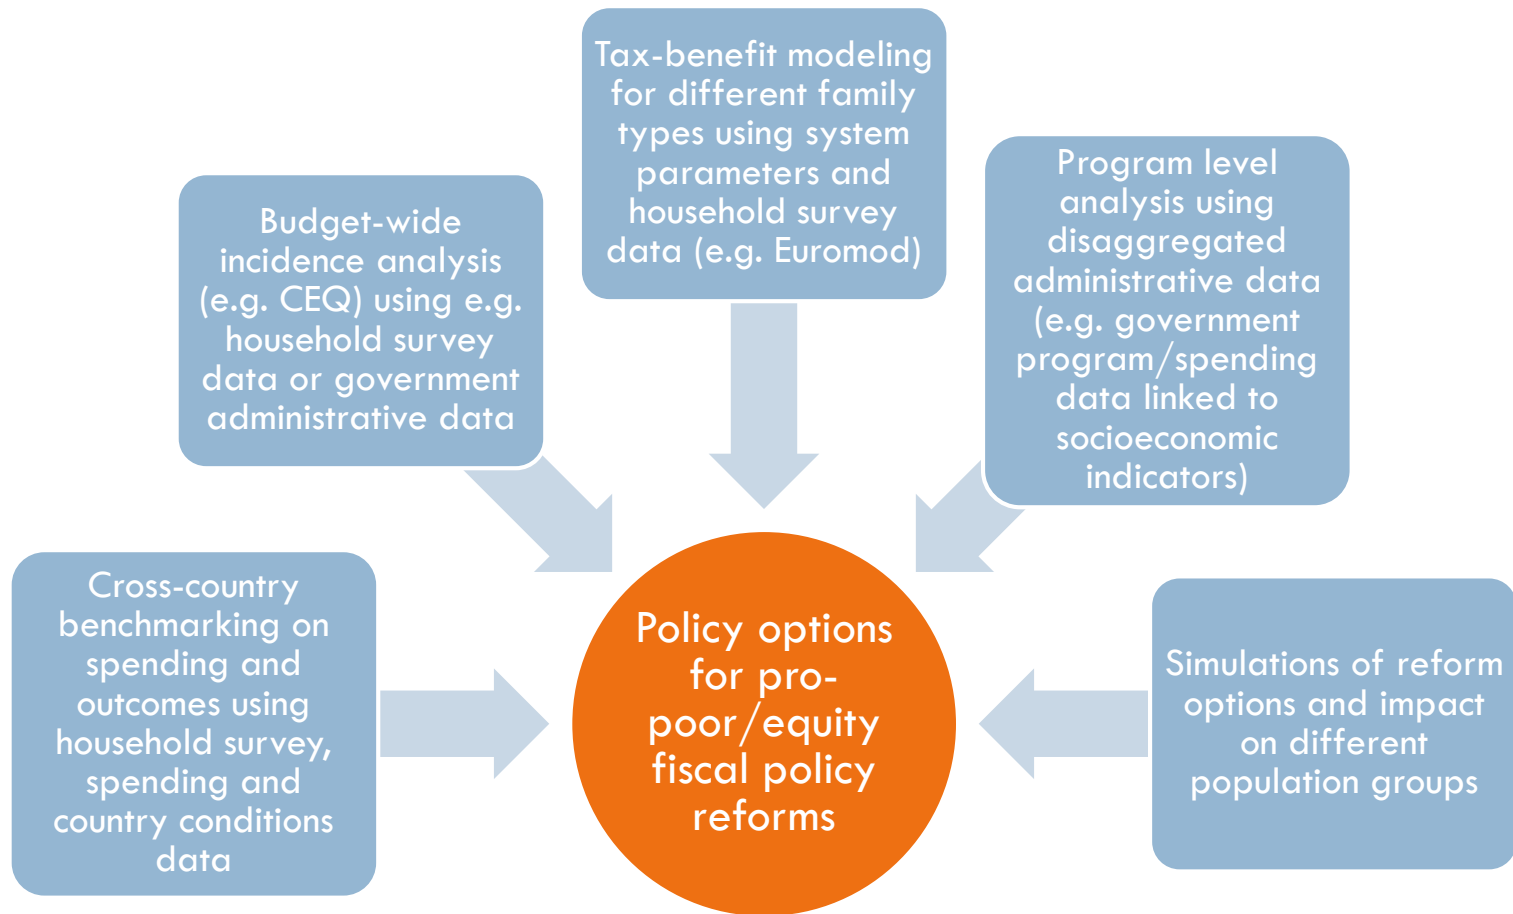 Tax-benefit modeling
for different family
types using system
parameters and
household survey
data (e.g. Euromod)
Budget-wide
incidence analysis
(e.g. CEQ) using e.g.
household survey
data or government
administrative data
Program level
analysis using
disaggregated
administrative data
(e.g. government
program/spending
data linked to
socioeconomic
indicators)
Cross-country
benchmarking on
spending and
outcomes using
household survey,
spending and
country conditions
data
Policy options
for pro-
poor/equity
fiscal policy
reforms
Simulations of reform
options and impact
on different
population groups